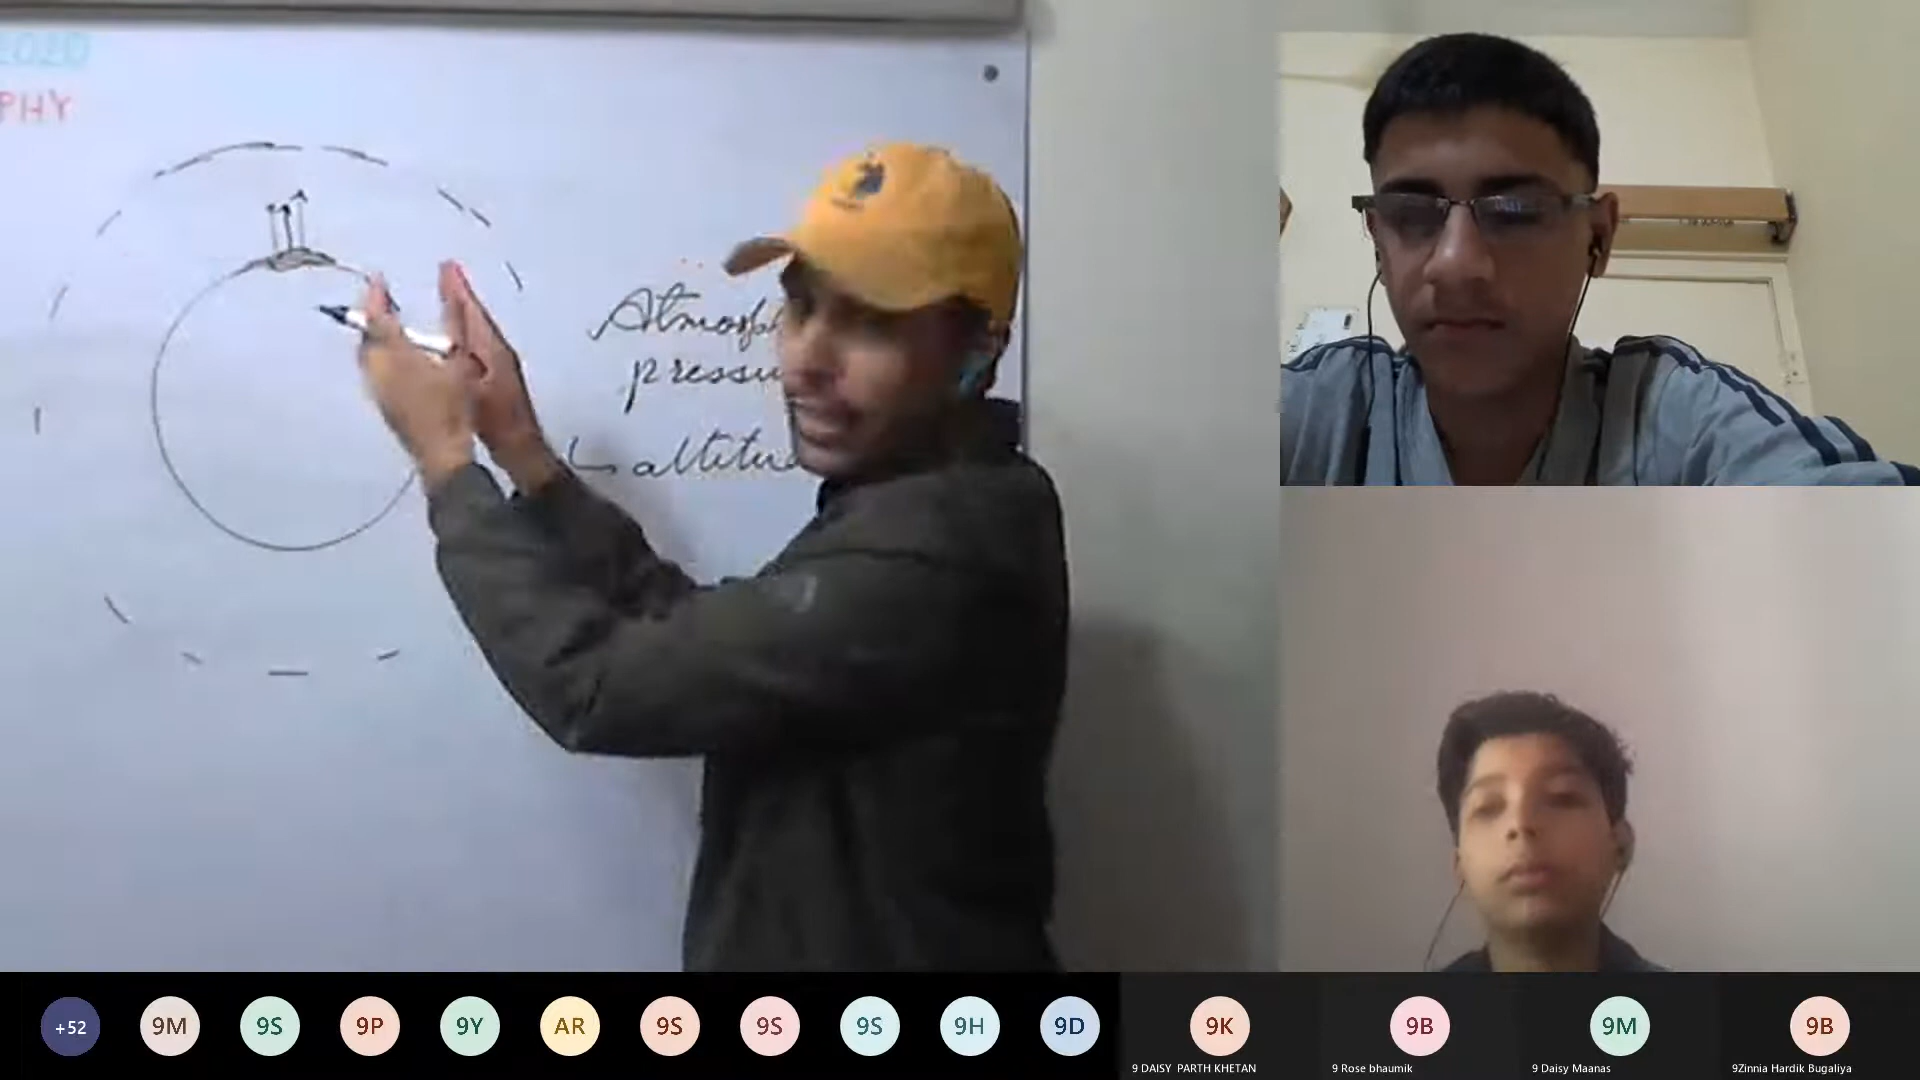 2020
PHY
Atmosph
pressu
altitu
+52
9M
9S
9P
9Y
AR
9S
9S
9S
9H
9D
9K
9B
9M
9B
9 DAISY PARTH KHETAN
9 Rose bhaumik
9 Daisy Maanas
9Zinnia Hardik Bugaliya